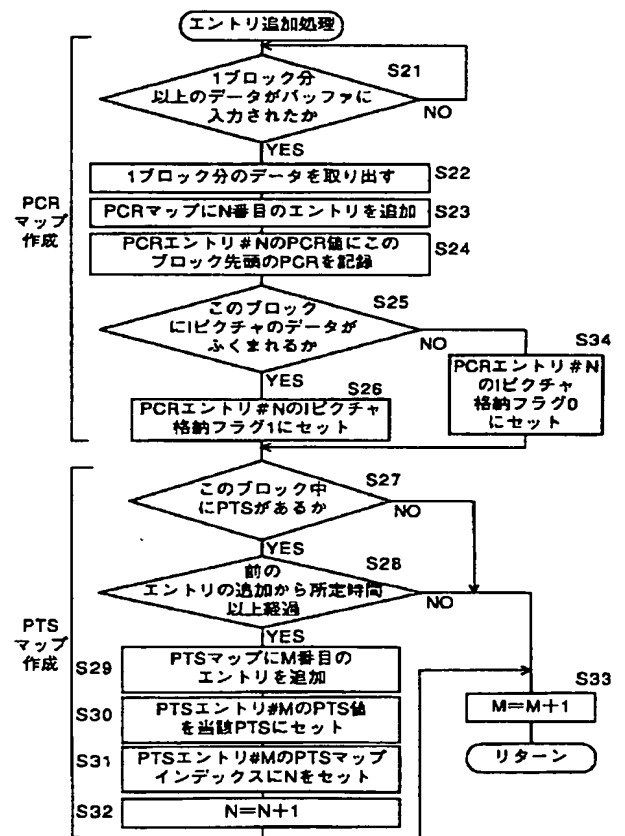 エントリ追加処理
S21
1ブロック分
以上のデータがバッファに
入力されたか
NO
YES
1ブロック分のデータを取り出す
S22
PCR
マップ
作成
PCRマップにN番目のエントリを追加
S23
PCRエントリ#NのPCR値にこの
ブロック先頭のPCRを記録
S24
このブロック
にIピクチャのデータが
ふくまれるか
S25
NO
YES
S34
PCRエントリ#N
のIピクチャ
格納フラグ0
にセット
S26
PCRエントリ#NのIピクチャ
格納フラグ1にセット
このブロック中
にPTSがあるか
S27
NO
YES
前の
エントリの追加から所定時間
以上経過
S28
NO
YES
PTS
マップ
作成
S29
PTSマップにM番目の
エントリを追加
S30
PTSエントリ#MのPTS値
を当該PTSにセット
S31
PTSエントリ#MのPTSマップ
インデックスにNをセット
S32
N=N+1
S33
M=M+1
リターン